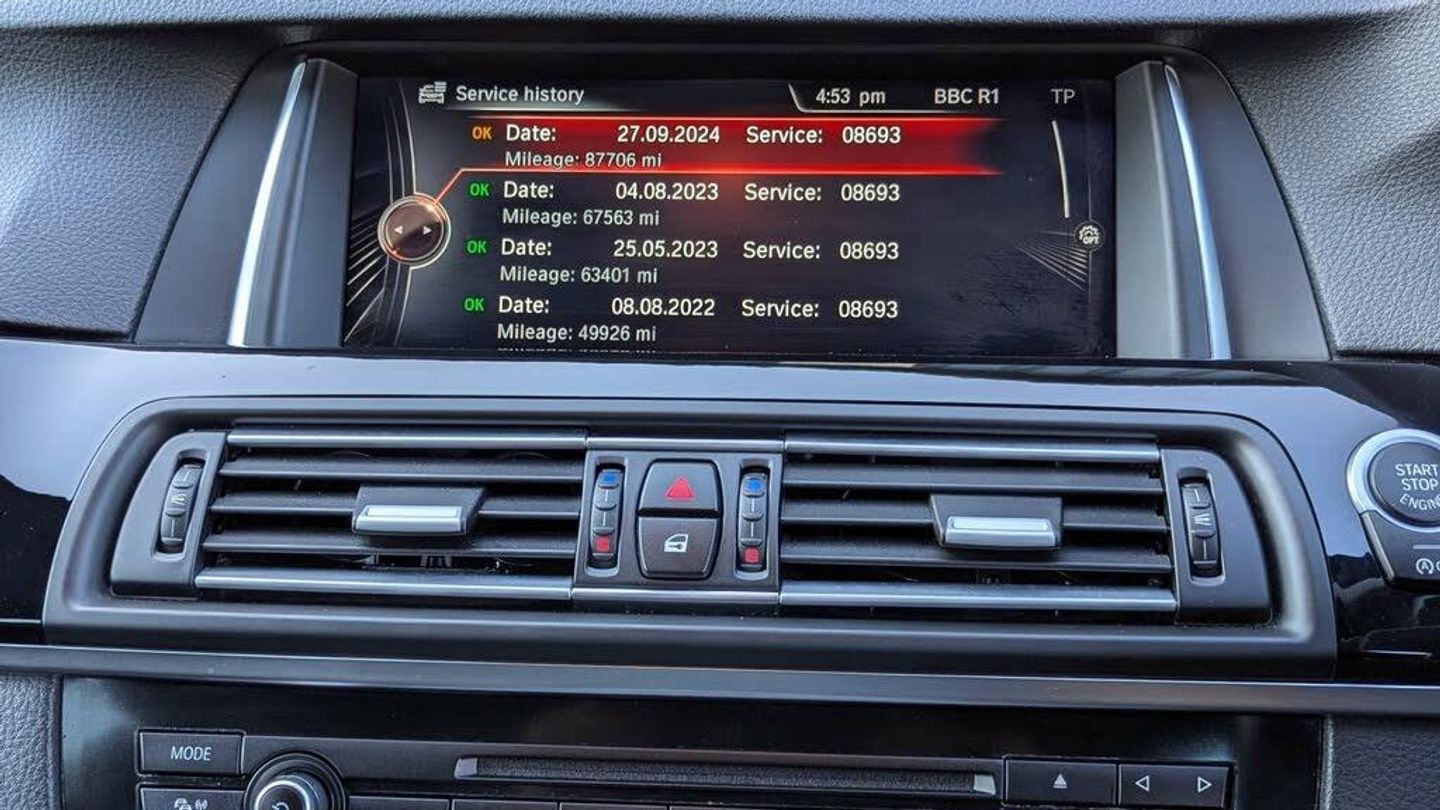 Service history 4:53 pm BBC R1 TP
OK Date: 27.09.2024 Service: 08693
Mileage: 87706 mi
OK Date: 04.08.2023 Service: 08693
Mileage: 67563 mi
OPT
OK Date: 25.05.2023 Service: 08693
Mileage: 63401 mi
OK Date: 08.08.2022 Service: 08693
Mileage: 49926 mi
START
STOP
ENGINE
MODE